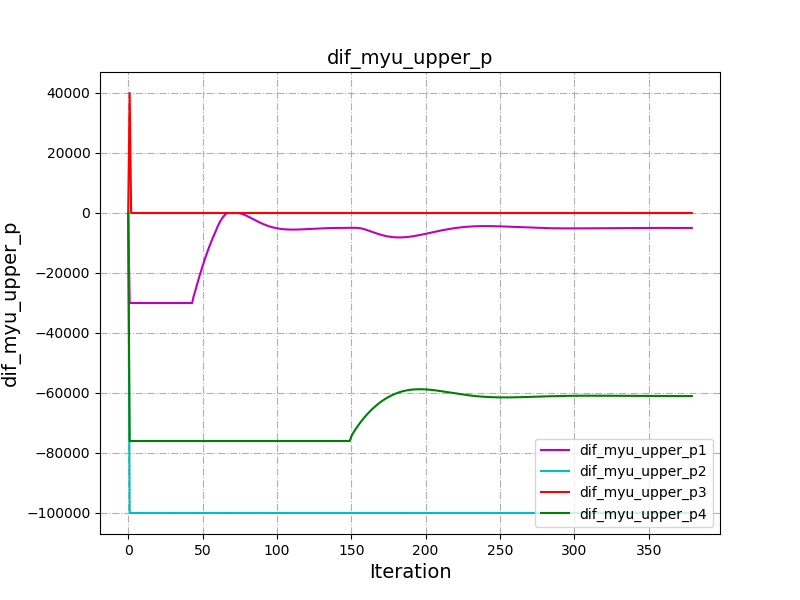 dif_myu_upper_p
40000
20000
0
−20000
−40000
−60000
−80000
−100000
dif_myu_upper_p
0
50
100
150
200
250
300
350
Iteration
dif_myu_upper_p1
dif_myu_upper_p2
dif_myu_upper_p3
dif_myu_upper_p4